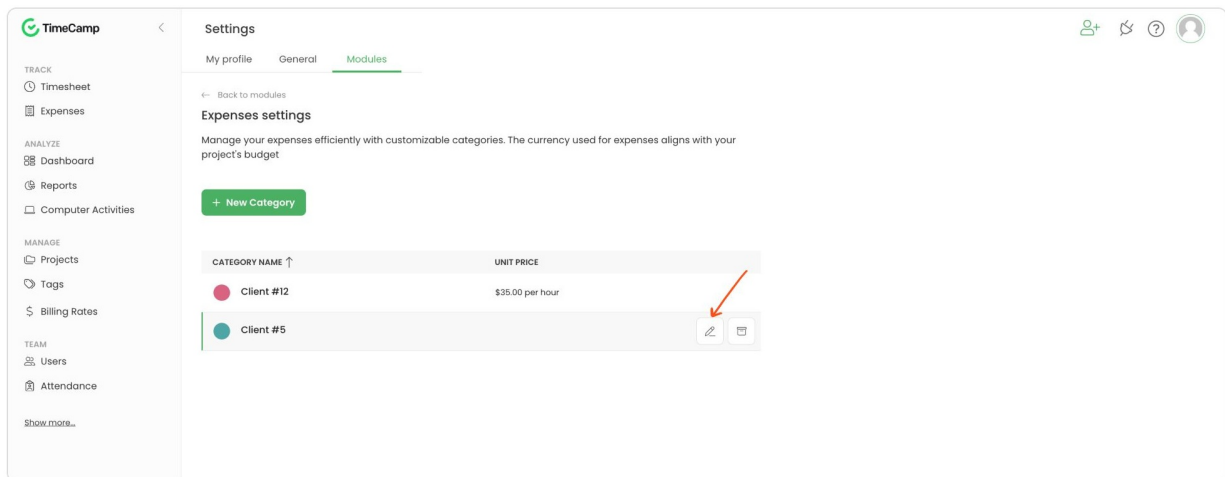 TimeCamp
Settings
My profile General Modules
TRACK
Timesheet
Expenses
ANALYZE
Dashboard
Reports
Computer Activities
MANAGE
Projects
Tags
Billing Rates
TEAM
Users
Attendance
Show more...
← Back to modules
Expenses settings
Manage your expenses efficiently with customizable categories. The currency used for expenses aligns with your
project's budget
+ New Category
CATEGORY NAME ↑ UNIT PRICE
Client #12 $35.00 per hour
Client #5